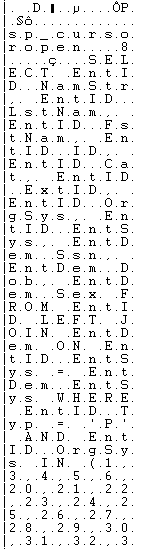 |..D.▮..µ....ÔP.
|.Sò............
|s.p._.c.u.r.s.o.
|r.o.p.e.n.....8.
|......ç...S.E.L.
|E.C.T. .E.n.t.I.
|D...N.a.m.S.t.r.
|,. .E.n.t.I.D...
|L.s.t.N.a.m.,. .
|E.n.t.I.D...F.s.
|t.N.a.m.,. .E.n.
|t.I.D...I.D.,. .
|E.n.t.I.D...C.a.
|t.,. .E.n.t.I.D.
|..E.x.t.I.D.,. .
|E.n.t.I.D...O.r.
|g.S.y.s.,. .E.n.
|t.I.D...E.n.t.S.
|y.s.,. .E.n.t.D.
|e.m...S.s.n.,. .
|E.n.t.D.e.m...D.
|o.b.,. .E.n.t.D.
|e.m...S.e.x. .F.
|R.O.M. .E.n.t.I.
|D. .L.E.F.T. .J.
|O.I.N. .E.n.t.D.
|e.m. .O.N. .E.n.
|t.I.D...E.n.t.S.
|y.s. .=. .E.n.t.
|D.e.m...E.n.t.S.
|y.s. .W.H.E.R.E.
| .E.n.t.I.D...T.
|y.p. .=. .'.P.'.
| .A.N.D. .E.n.t.
|I.D...O.r.g.S.y.
|s. .I.N. .(.1.,.
|3.,.4.,.5.,.6.,.
|2.0.,.2.1.,.2.2.
|,.2.3.,.2.4.,.2.
|5.,.2.6.,.2.7.,.
|2.8.,.2.9.,.3.0.
|,.3.1.,.3.2.,.3.